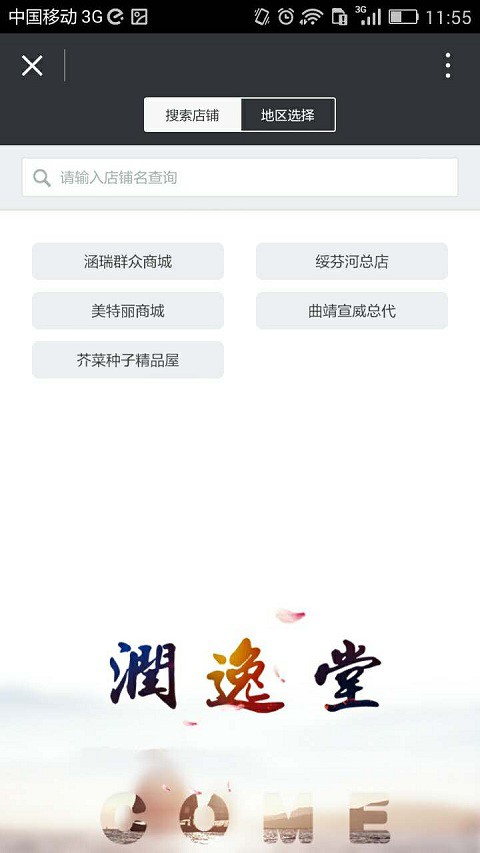 中国移动 3G 3G 11:55
搜索店铺 地区选择
请输入店铺名查询
涵瑞群众商城 绥芬河总店
美特丽商城 曲靖宣威总代
芥菜种子精品屋
潤逸堂
COME